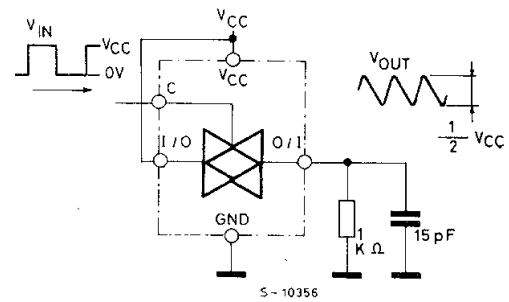 VIN
VCC
0V
VCC
VCC
C
I/O
O/I
GND
VOUT
1/2 VCC
1
KΩ
15pF
S-10356